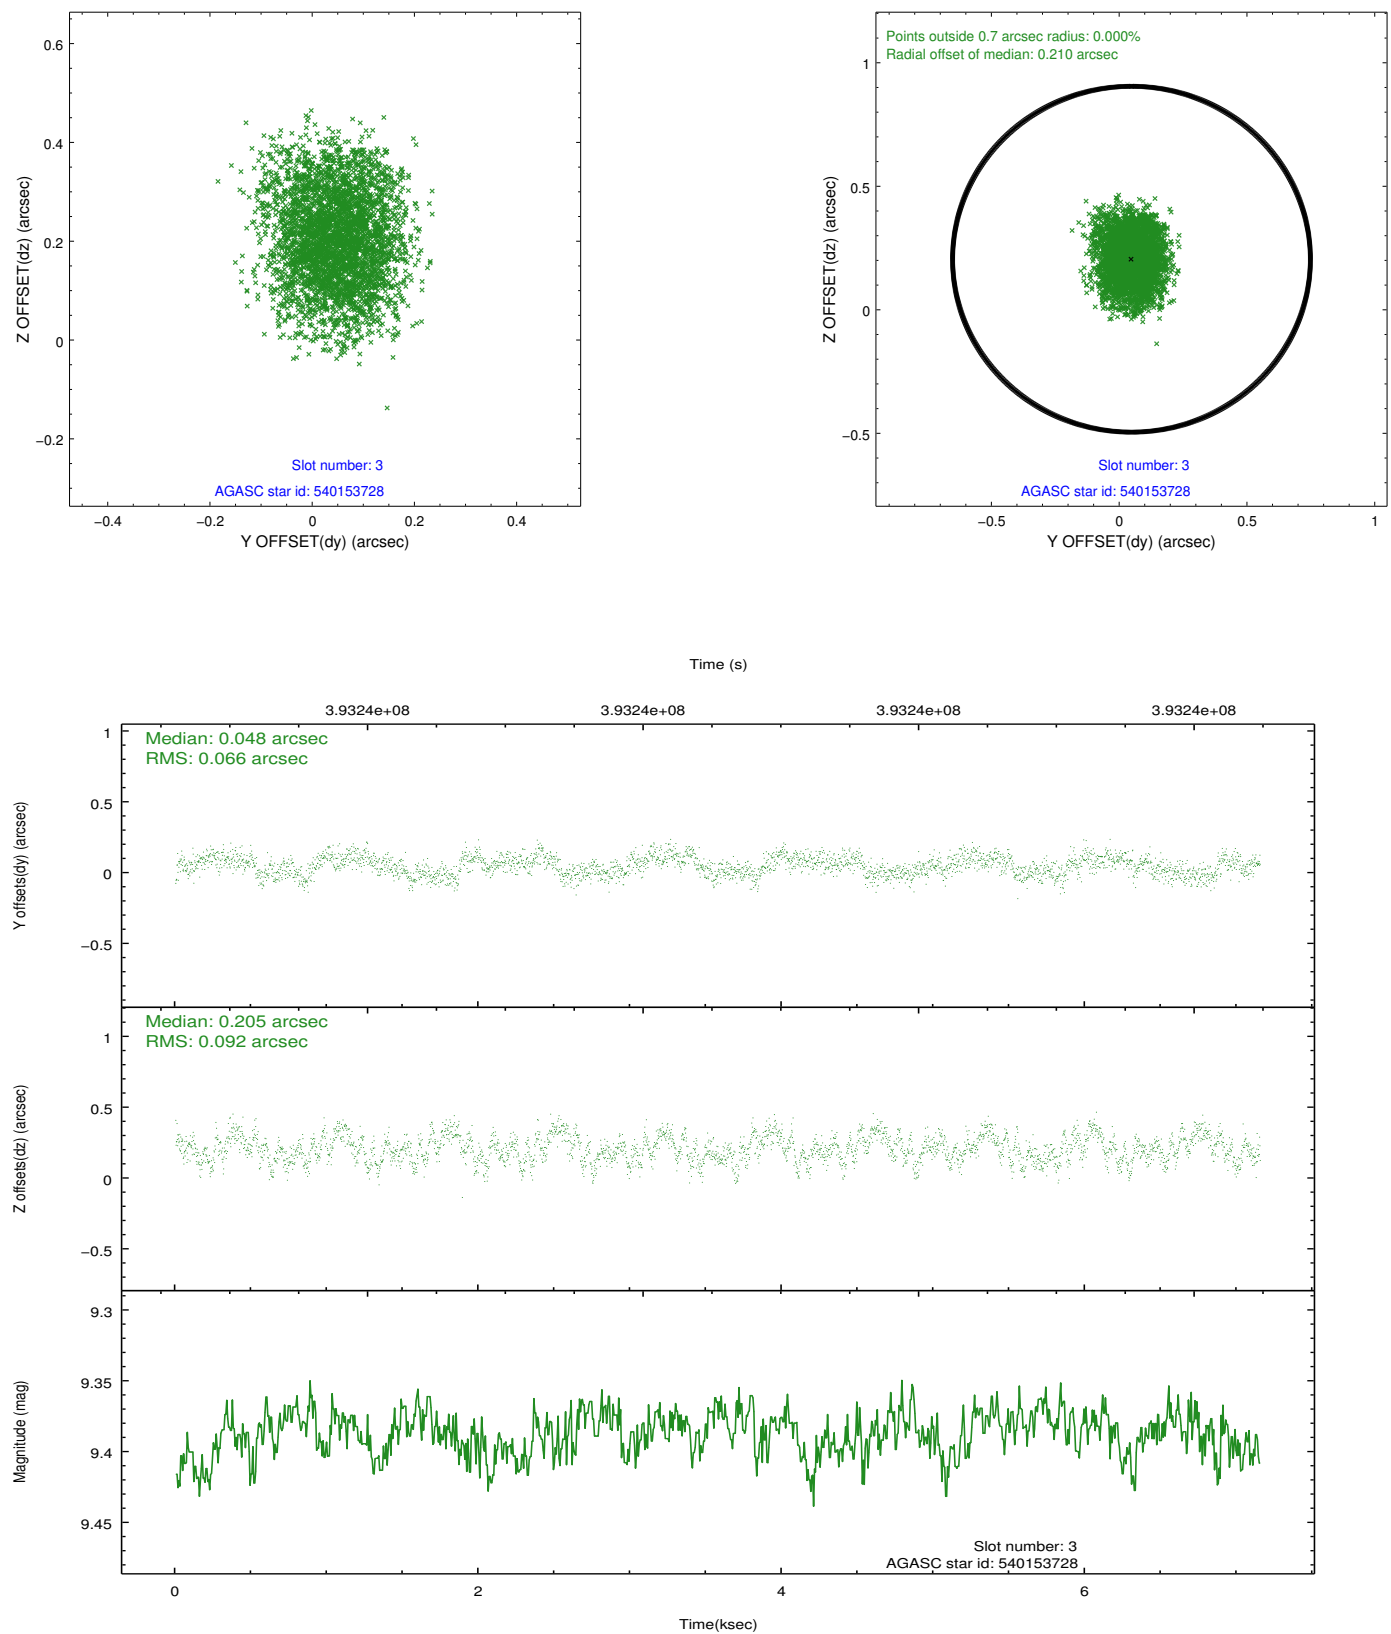 0.6
0.4
0.2
0
−0.2
Z OFFSET(dz) (arcsec)
Slot number: 3
AGASC star id: 540153728
−0.4
−0.2
0
0.2
0.4
Y OFFSET(dy) (arcsec)
Points outside 0.7 arcsec radius: 0.000%
Radial offset of median: 0.210 arcsec
1
0.5
0
−0.5
Z OFFSET(dz) (arcsec)
Slot number: 3
AGASC star id: 540153728
−0.5
0
0.5
1
Y OFFSET(dy) (arcsec)
Time (s)
3.9324e+08
3.9324e+08
3.9324e+08
3.9324e+08
Median: 0.048 arcsec
RMS: 0.066 arcsec
1
0.5
0
−0.5
Y offsets(dy) (arcsec)
Median: 0.205 arcsec
RMS: 0.092 arcsec
1
0.5
0
−0.5
Z offsets(dz) (arcsec)
9.3
9.35
9.4
9.45
Magnitude (mag)
Slot number: 3
AGASC star id: 540153728
0
2
4
6
Time(ksec)